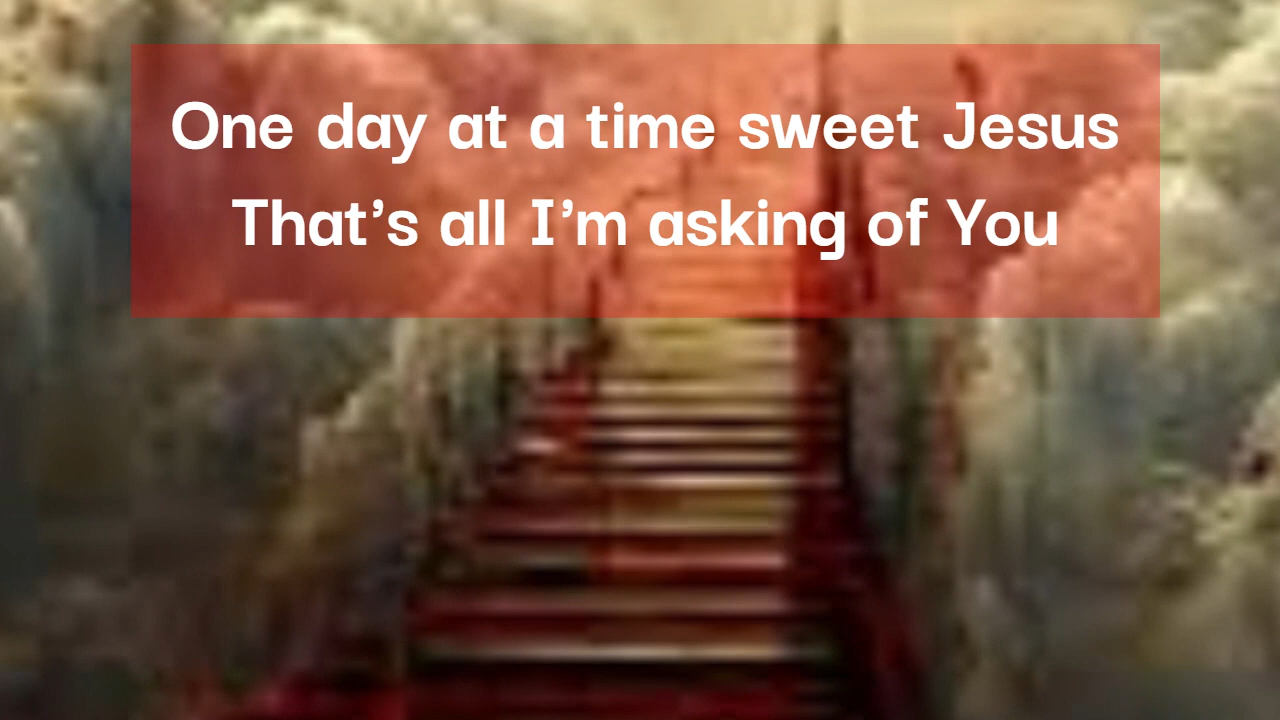 One day at a time sweet Jesus
That’s all I’m asking of You